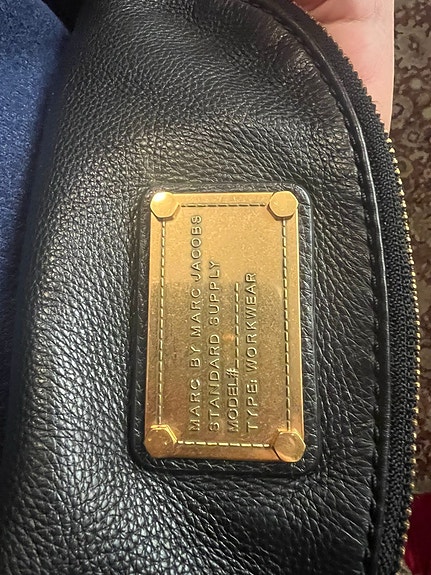 MARC BY MARC JACOBS
STANDARD SUPPLY
MODEL#_ _ _ _ _ _ _ _
TYPE: WORKWEAR